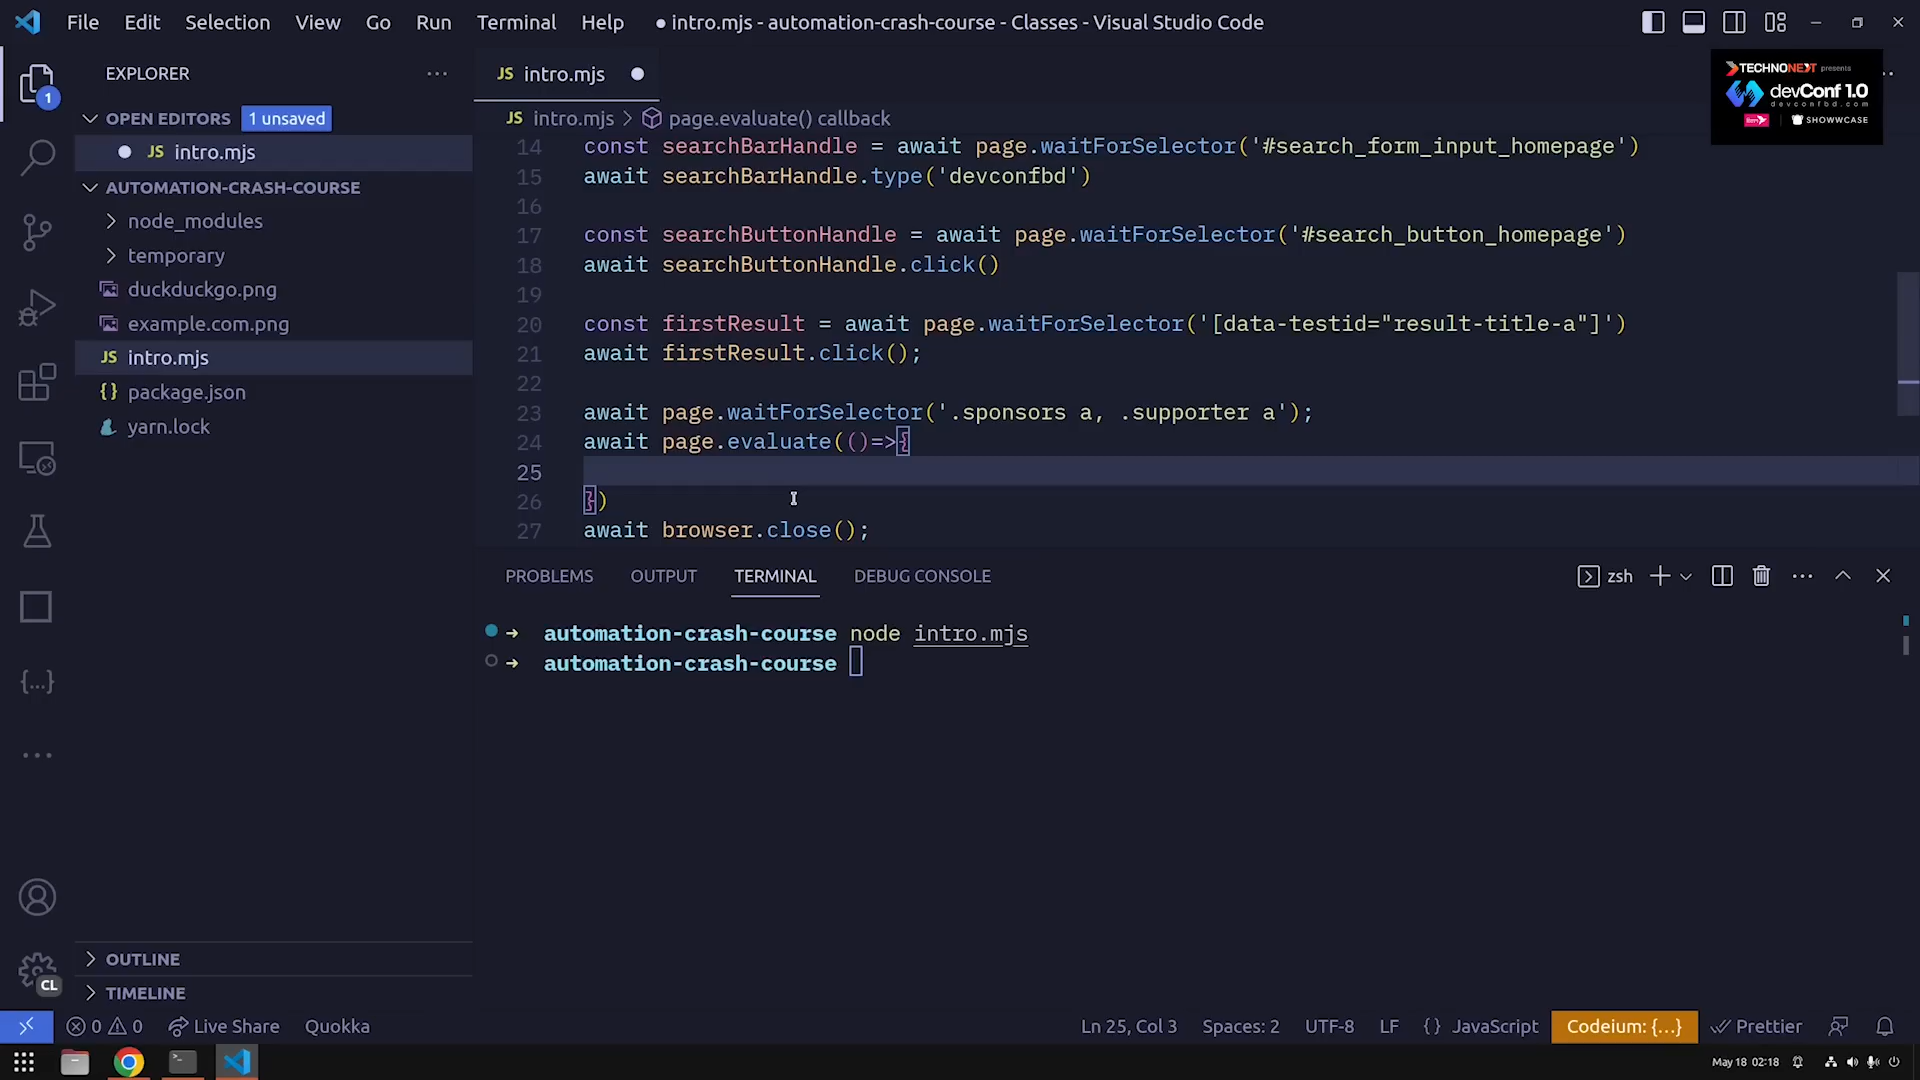 File Edit Selection View Go Run Terminal Help ● intro.mjs - automation-crash-course - Classes - Visual Studio Code
EXPLORER
JS intro.mjs
TECHNONEXT presents
devConf 1.0
devconfbd.com
SHOWWCASE
1
OPEN EDITORS 1 unsaved
JS intro.mjs > page.evaluate() callback
JS intro.mjs
AUTOMATION-CRASH-COURSE
node_modules
temporary
duckduckgo.png
example.com.png
JS intro.mjs
{} package.json
yarn.lock
14 const searchBarHandle = await page.waitForSelector('#search_form_input_homepage')
15 await searchBarHandle.type('devconfbd')
16
17 const searchButtonHandle = await page.waitForSelector('#search_button_homepage')
18 await searchButtonHandle.click()
19
20 const firstResult = await page.waitForSelector('[data-testid="result-title-a"]')
21 await firstResult.click();
22
23 await page.waitForSelector('.sponsors a, .supporter a');
24 await page.evaluate(()=>{
25
26 })
27 await browser.close();
PROBLEMS OUTPUT TERMINAL DEBUG CONSOLE zsh
→ automation-crash-course node intro.mjs
→ automation-crash-course
OUTLINE
CL
TIMELINE
0 0 Live Share Quokka Ln 25, Col 3 Spaces: 2 UTF-8 LF {} JavaScript Codeium: {...} Prettier
May 18 02:18